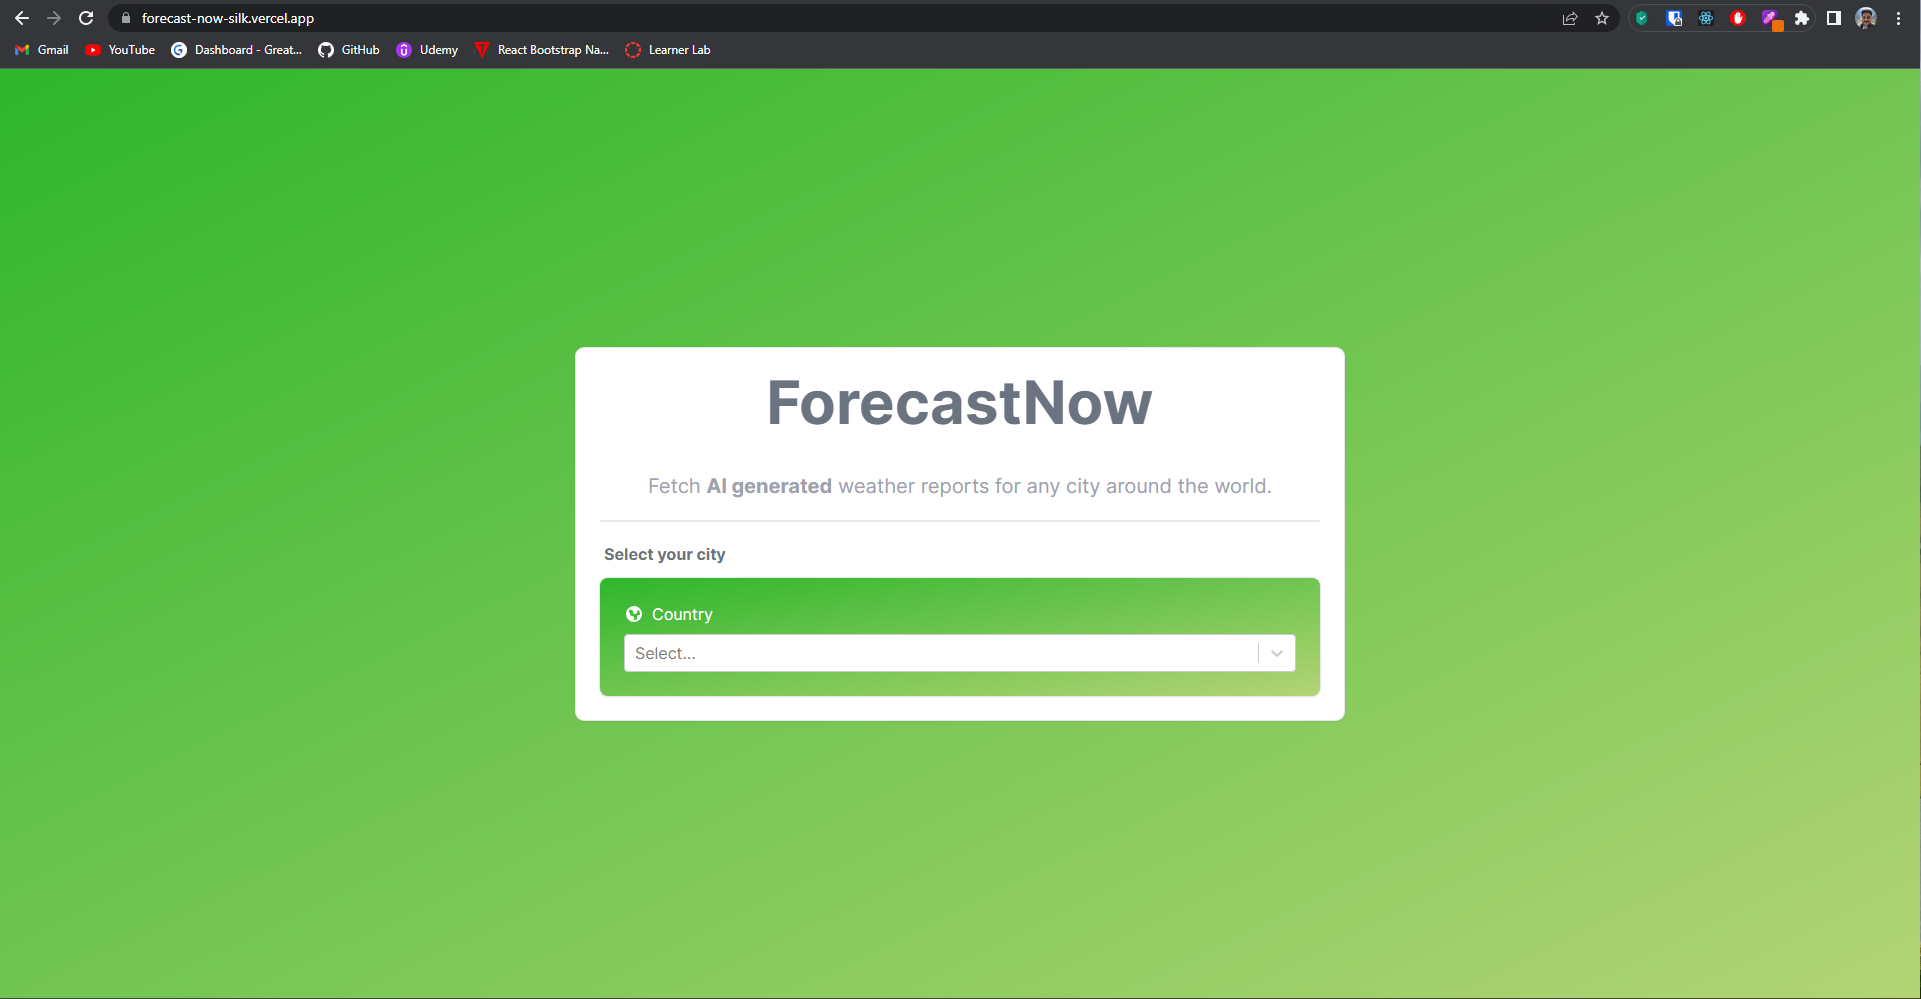 forecast-now-silk.vercel.app
Gmail YouTube Dashboard - Great... GitHub Udemy React Bootstrap Na... Learner Lab
ForecastNow
Fetch AI generated weather reports for any city around the world.
Select your city
Country
Select...